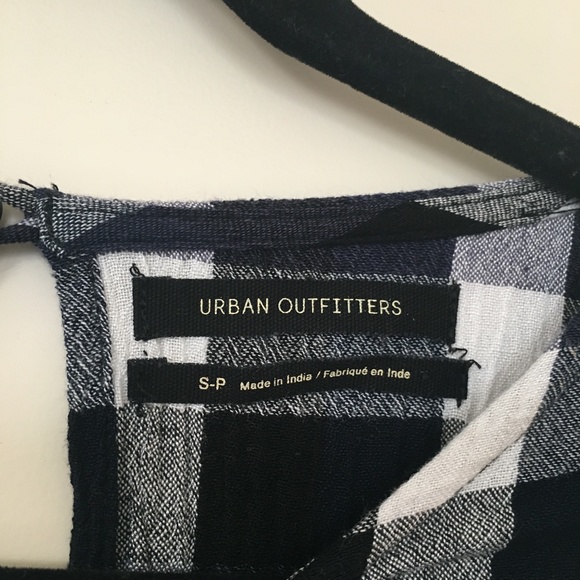 URBAN OUTFITTERS
S-P Made in India / Fabriqué en Inde